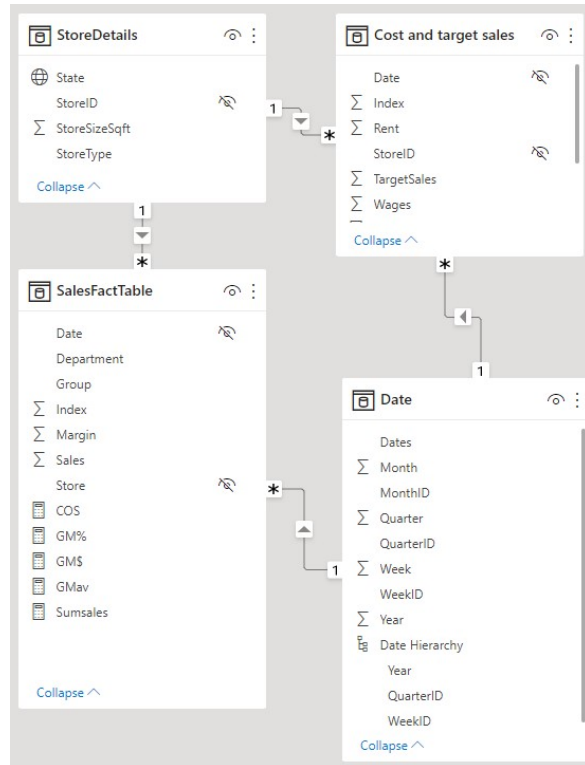 StoreDetails
State
StoreID
StoreSizeSqft
StoreType
Collapse
Cost and target sales
Date
Index
Rent
StoreID
TargetSales
Wages
Collapse
1
*
1
*
SalesFactTable
Date
Department
Group
Index
Margin
Sales
Store
COS
GM%
GM$
GMav
Sumsales
Collapse
*
1
*
1
Date
Dates
Month
MonthID
Quarter
QuarterID
Week
WeekID
Year
Date Hierarchy
Year
QuarterID
WeekID
Collapse